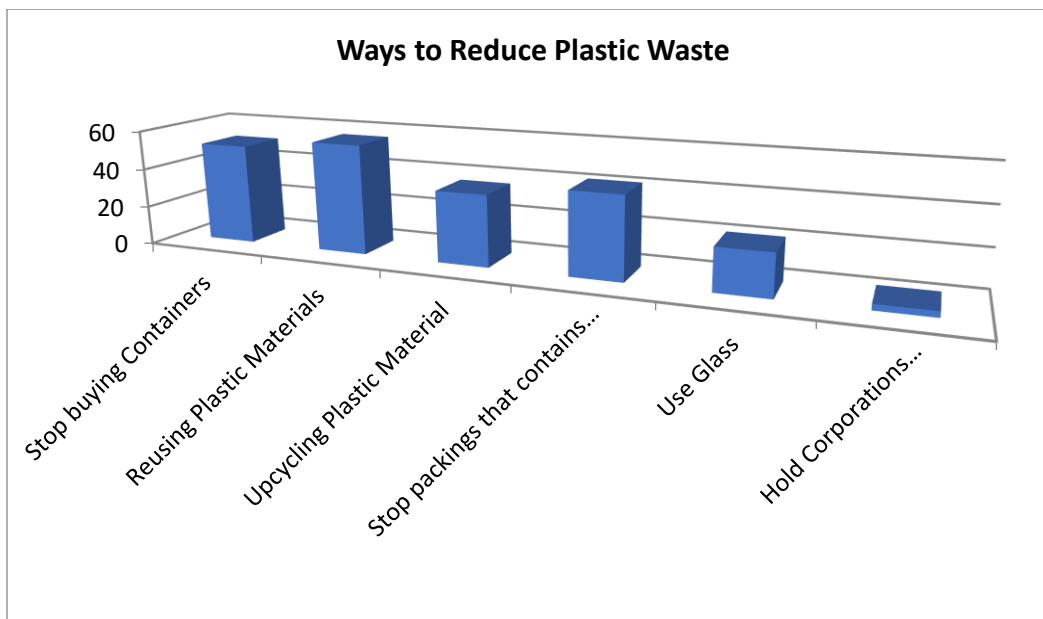 Ways to Reduce Plastic Waste
60
40
20
0
Stop buying Containers
Reusing Plastic Materials
Upcycling Plastic Material
Stop packings that contains...
Use Glass
Hold Corporations...